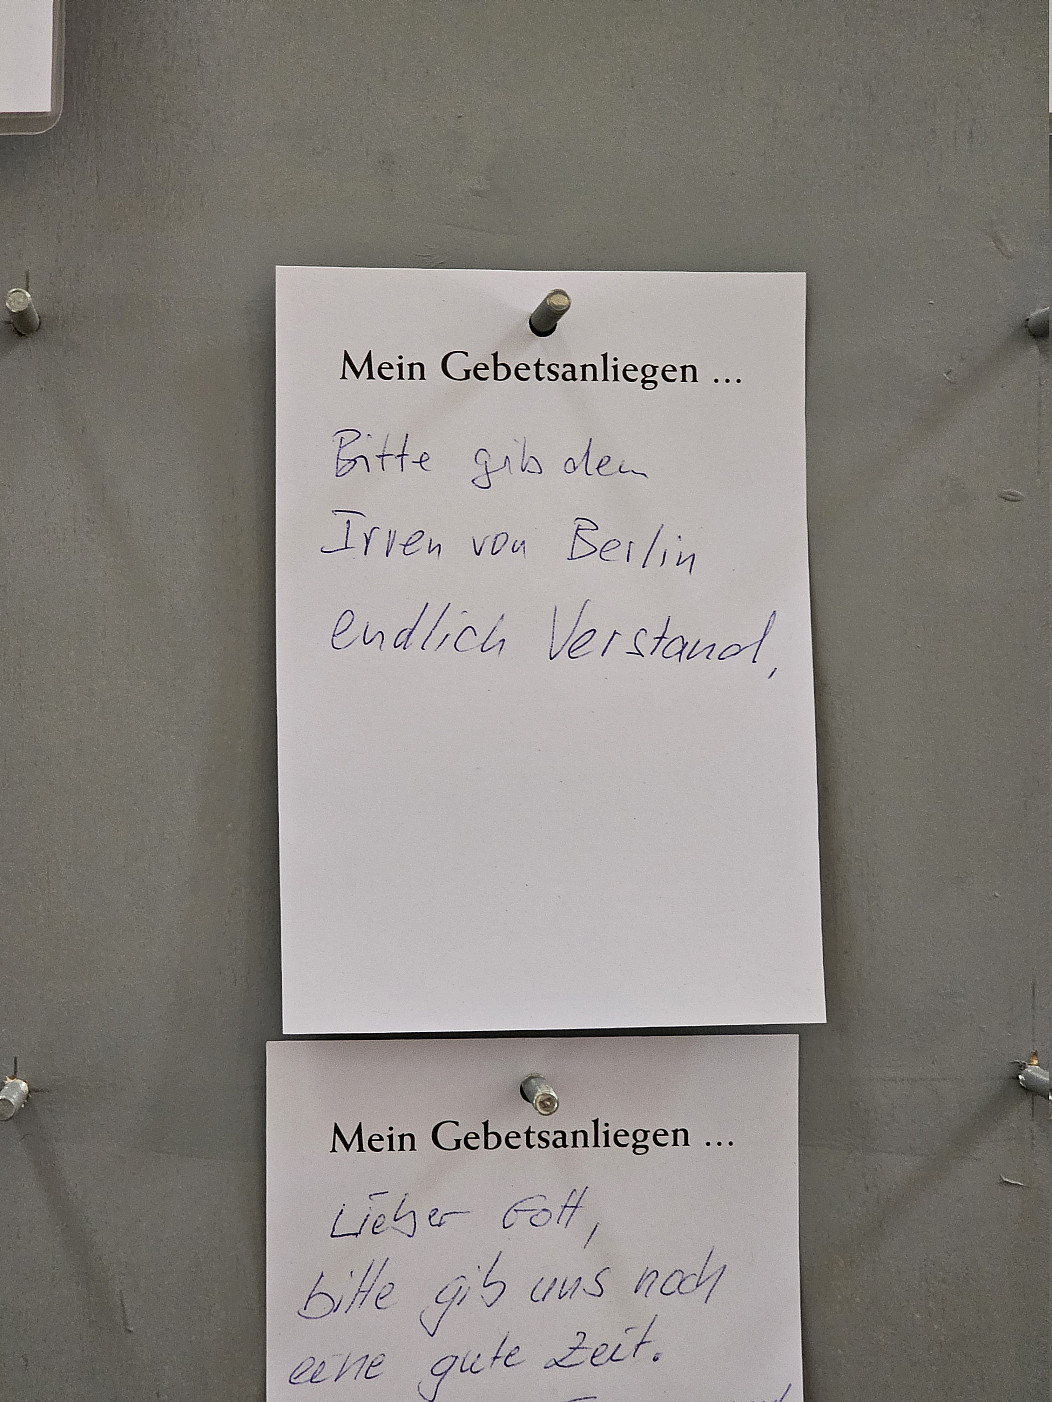 Mein Gebetsanliegen ...
Bitte gib dem
Irren von Berlin
endlich Verstand,
Mein Gebetsanliegen ...
Lieber Gott,
bitte gib uns noch
eine gute Zeit.